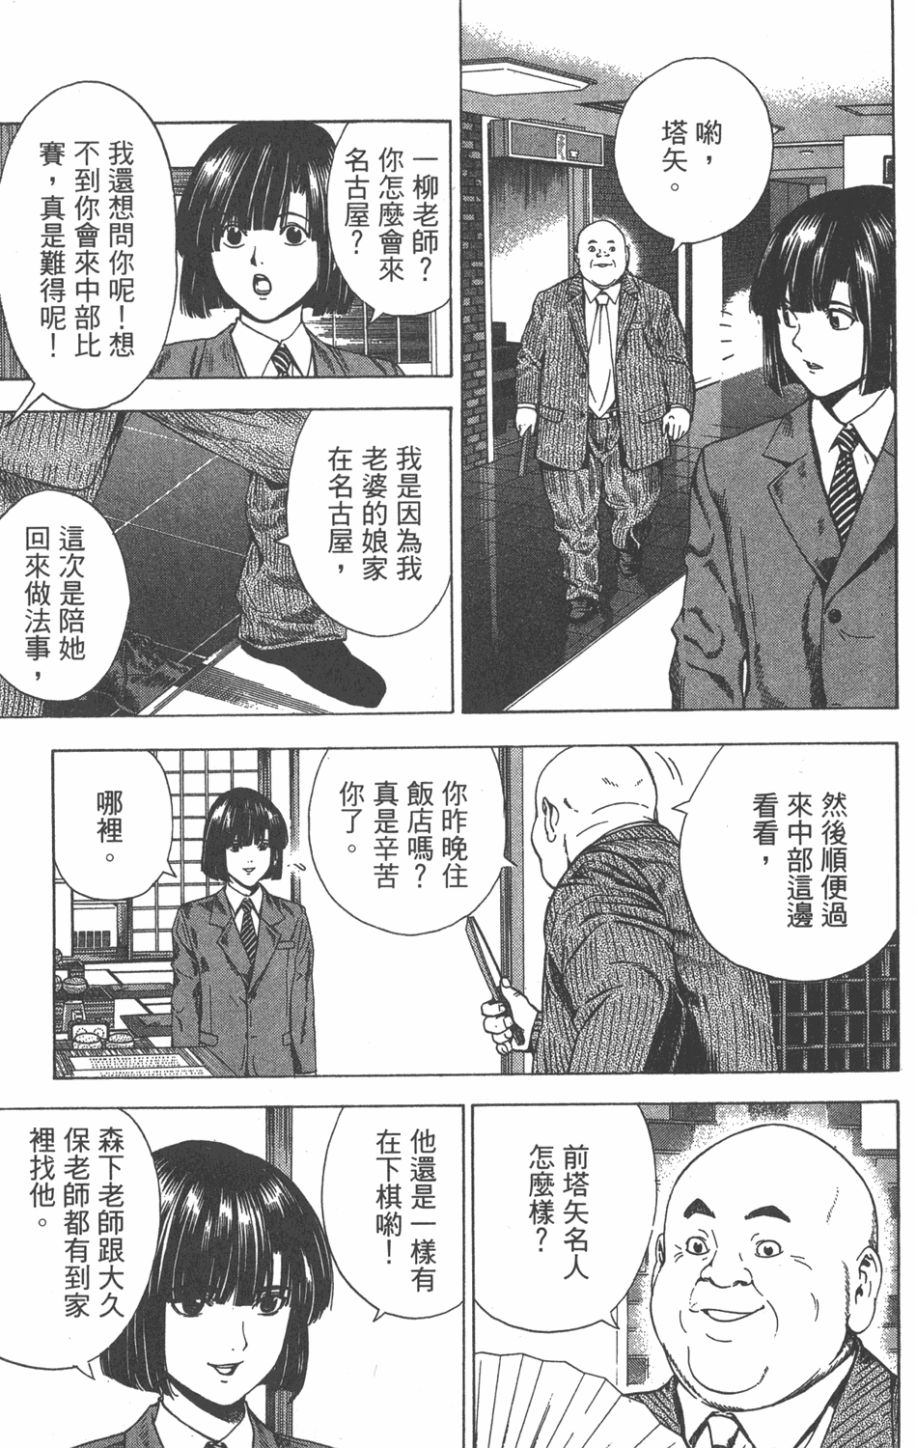 喲，
塔矢。
一柳老師？
你怎麼會來
名古屋？
我還想問你呢！想
不到你會來中部比
賽，真是難得呢！
我是因為我
老婆的娘家
在名古屋，
這次是陪她
回來做法事，
然後順便過
來中部這邊
看看，
你昨晚住
飯店嗎？
真是辛苦
你了。
哪裡。
前塔矢名人
怎麼樣？
他還是一樣有
在下棋喲！
森下老師跟大久
保老師都有到家
裡找他。